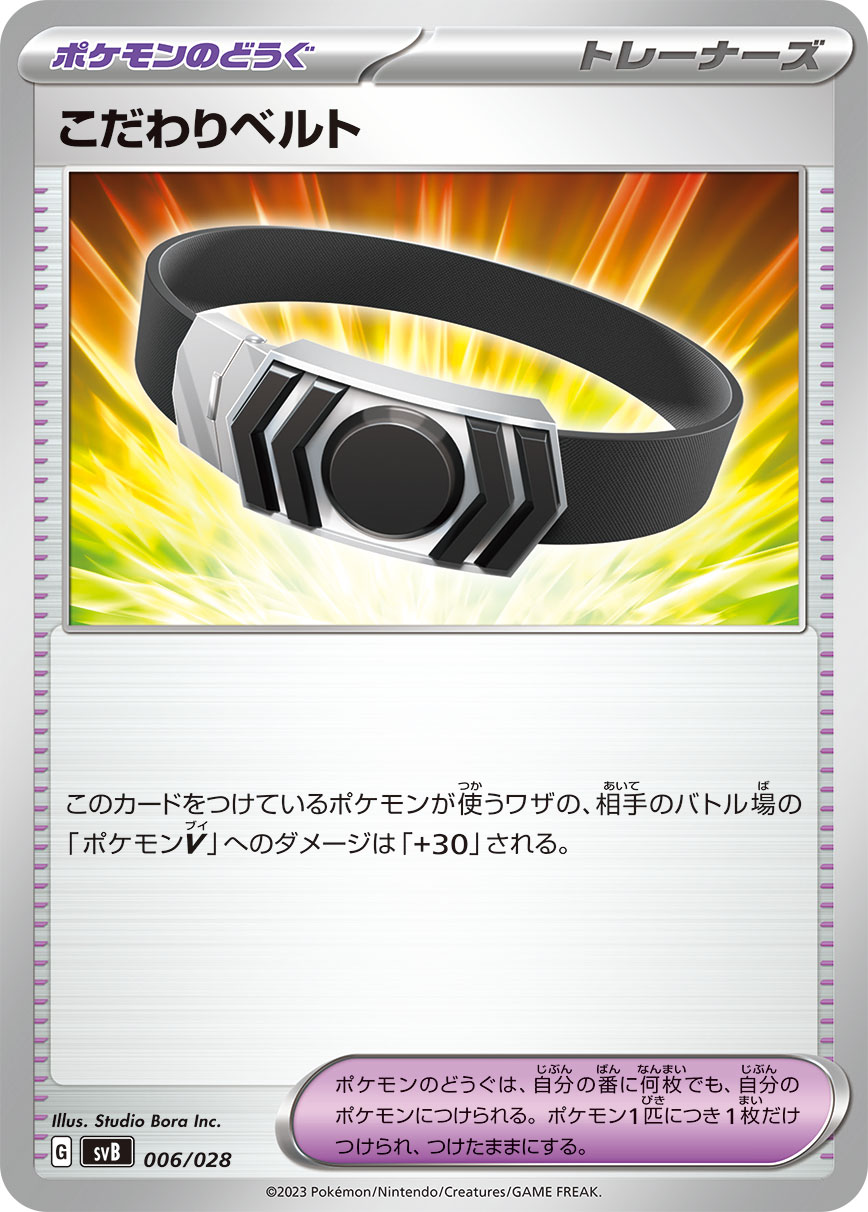 ポケモンのどうぐ
トレーナーズ
こだわりベルト
このカードをつけているポケモンが使うワザの、相手のバトル場の
「ポケモンV」へのダメージは「+30」される。
ポケモンのどうぐは、自分の番に何枚でも、自分の
ポケモンにつけられる。ポケモン1匹につき1枚だけ
つけられ、つけたままにする。
Illus. Studio Bora Inc.
G svB 006/028
©2023 Pokémon/Nintendo/Creatures/GAME FREAK.